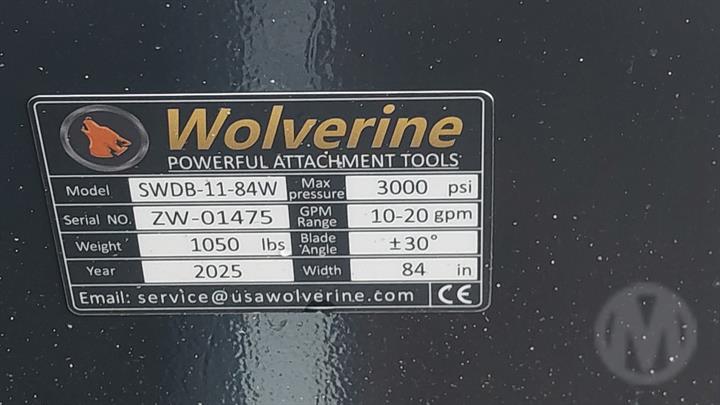 Wolverine
POWERFUL ATTACHMENT TOOLS
Model SWDB-11-84W Max pressure 3000 psi
Serial NO. ZW-01475 GPM Range 10-20 gpm
Weight 1050 lbs Blade Angle ±30°
Year 2025 Width 84 in
Email: service@usawolverine.com CE
M